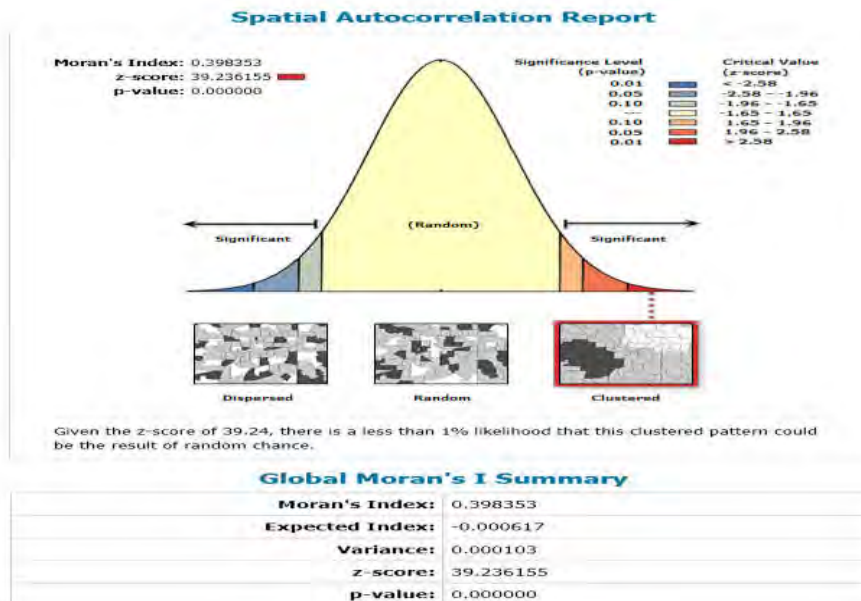 Spatial Autocorrelation Report
Moran's Index: 0.398353
z-score: 39.236155
p-value: 0.000000
Significance Level (p-value)
Critical Value (z-score)
0.01 < -2.58
0.05 -2.58 - -1.96
0.10 -1.96 - -1.65
— -1.65 - 1.65
0.10 1.65 - 1.96
0.05 1.96 - 2.58
0.01 > 2.58
Significant
(Random)
Significant
Dispersed
Random
Clustered
Given the z-score of 39.24, there is a less than 1% likelihood that this clustered pattern could
be the result of random chance.
Global Moran's I Summary
Moran's Index: 0.398353
Expected Index: -0.000617
Variance: 0.000103
z-score: 39.236155
p-value: 0.000000